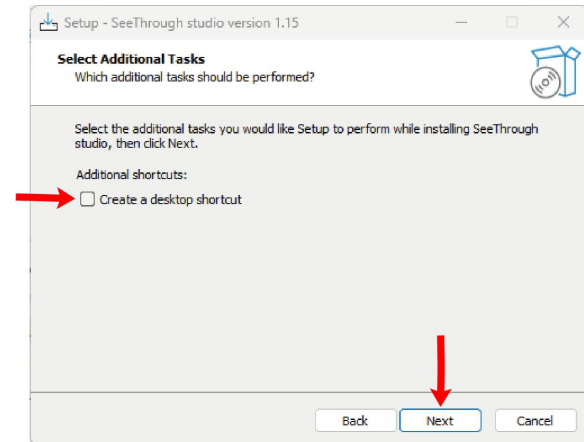 Setup - SeeThrough studio version 1.15
Select Additional Tasks
Which additional tasks should be performed?
Select the additional tasks you would like Setup to perform while installing SeeThrough
studio, then click Next.
Additional shortcuts:
Create a desktop shortcut
Back Next Cancel